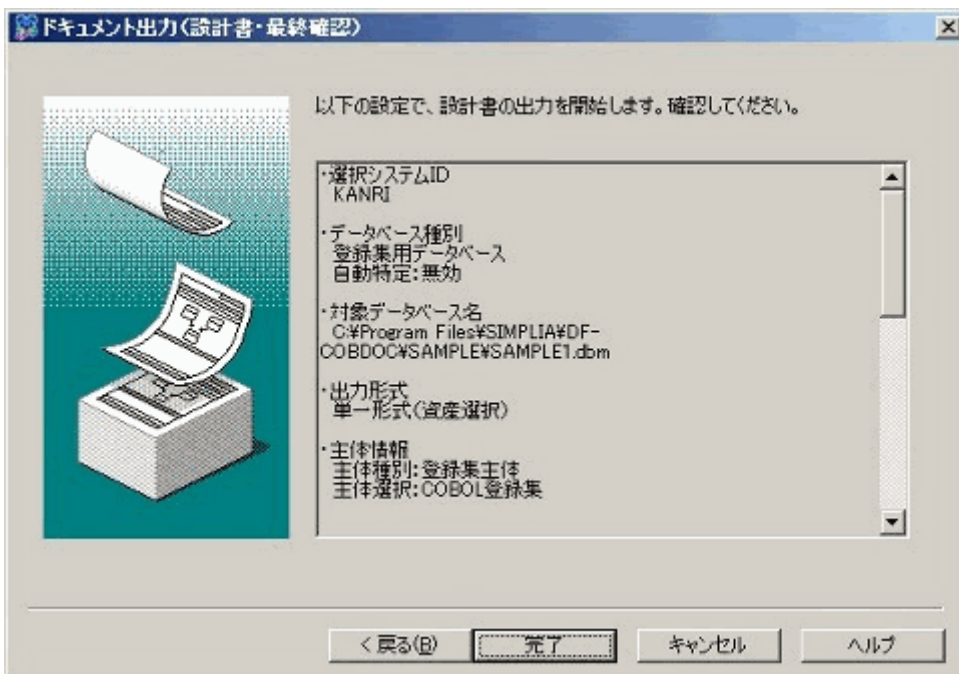 ドキュメント出力(設計書・最終確認)
以下の設定で、設計書の出力を開始します。確認してください。
・選択システムID
KANRI
・データベース種別
登録集用データベース
自動特定:無効
・対象データベース名
C:¥Program Files¥SIMPLIA¥DF-
COBDOC¥SAMPLE¥SAMPLE1.dbm
・出力形式
単一形式(資産選択)
・主体情報
主体種別:登録集主体
主体選択:COBOL登録集
< 戻る(B)
完了
キャンセル
ヘルプ